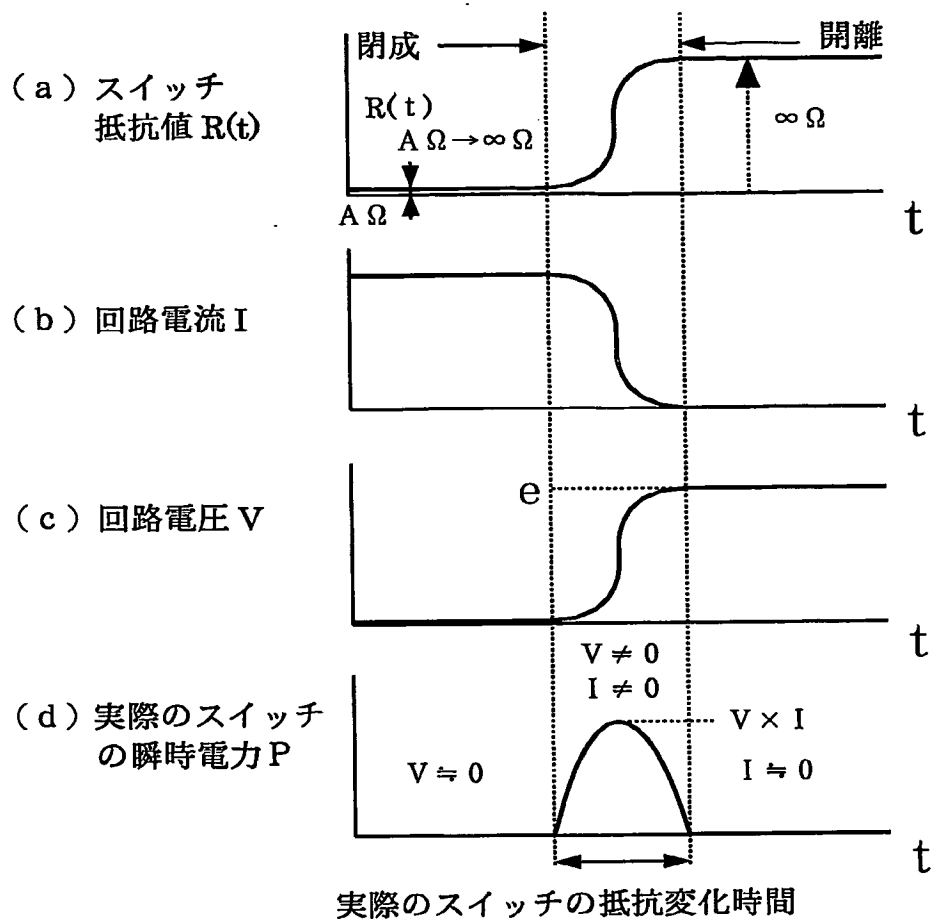 閉成
開離
(a) スイッチ
抵抗値 R(t)
R(t)
AΩ→∞Ω
∞Ω
AΩ
t
(b) 回路電流 I
t
(c) 回路電圧 V
e
t
V≠0
I≠0
(d) 実際のスイッチ
の瞬時電力 P
V×I
V≒0
I≒0
t
実際のスイッチの抵抗変化時間